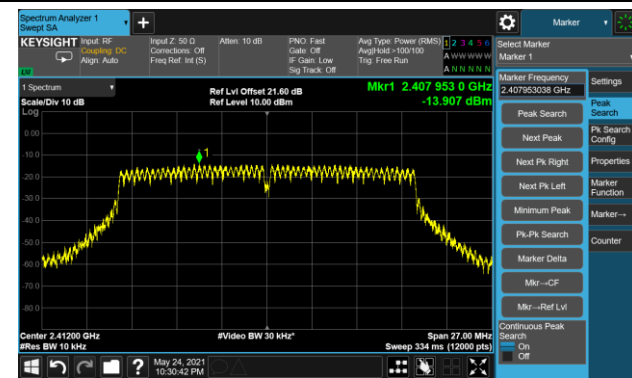 Spectrum Analyzer 1
Swept SA
+
Marker
KEYSIGHT
Input: RF
Coupling: DC
Align: Auto
Input Z: 50 Ω
Corrections: Off
Freq Ref: Int (S)
Atten: 10 dB
PNO: Fast
Gate: Off
IF Gain: Low
Sig Track: Off
Avg Type: Power (RMS)
Avg|Hold >100/100
Trig: Free Run
1 2 3 4 5 6
A W W W W W
A N N N N N
LXI
Select Marker
Marker 1
1 Spectrum
Scale/Div 10 dB
Log
Ref Lvl Offset 21.60 dB
Ref Level 10.00 dBm
Mkr1 2.407 953 0 GHz
-13.907 dBm
1
0.00
-10.0
-20.0
-30.0
-40.0
-50.0
-60.0
-70.0
-80.0
Center 2.41200 GHz
#Res BW 10 kHz
#Video BW 30 kHz*
Span 27.00 MHz
Sweep 334 ms (12000 pts)
Marker Frequency
2.407953038 GHz
Peak Search
Next Peak
Next Pk Right
Next Pk Left
Minimum Peak
Pk-Pk Search
Marker Delta
Mkr→CF
Mkr→Ref Lvl
Continuous Peak
Search
On
Off
Settings
Peak
Search
Pk Search
Config
Properties
Marker
Function
Marker→
Counter
?
May 24, 2021
10:30:42 PM